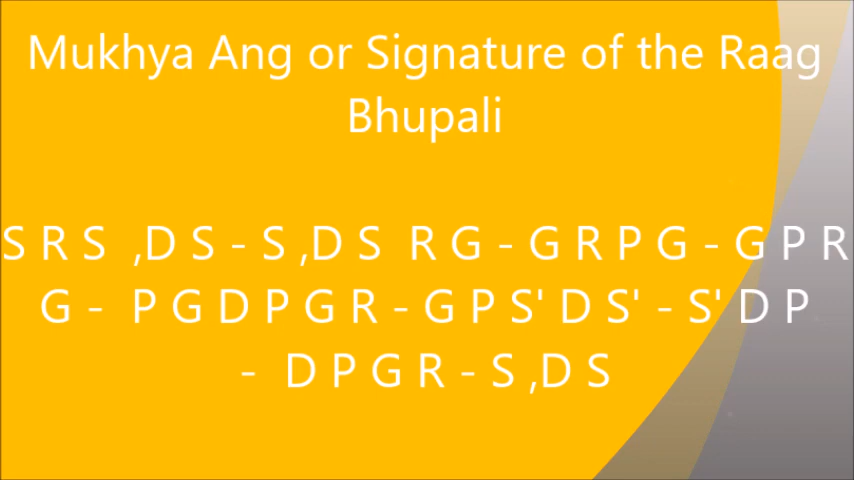 Mukhya Ang or Signature of the Raag
Bhupali
S R S ,D S - S ,D S R G - G R P G - G P R
G - P G D P G R - G P S' D S' - S' D P
- D P G R - S ,D S